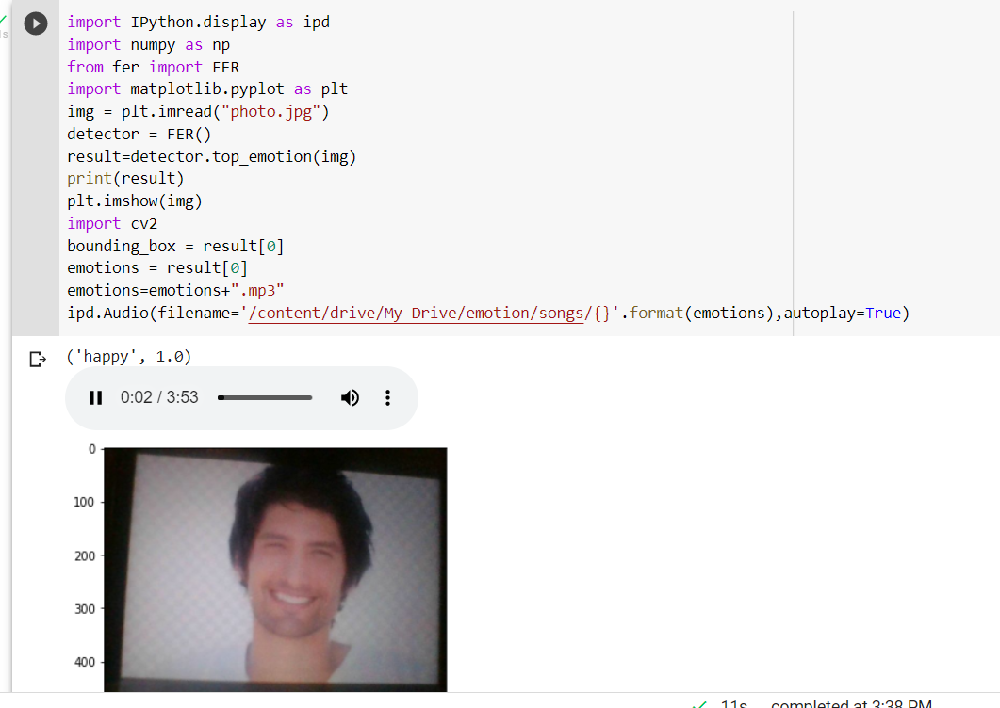 import IPython.display as ipd
import numpy as np
from fer import FER
import matplotlib.pyplot as plt
img = plt.imread("photo.jpg")
detector = FER()
result=detector.top_emotion(img)
print(result)
plt.imshow(img)
import cv2
bounding_box = result[0]
emotions = result[0]
emotions=emotions+".mp3"
ipd.Audio(filename='/content/drive/My Drive/emotion/songs/{}'.format(emotions),autoplay=True)
('happy', 1.0)
0:02 / 3:53
0
100
200
300
400
11s completed at 3:38 PM